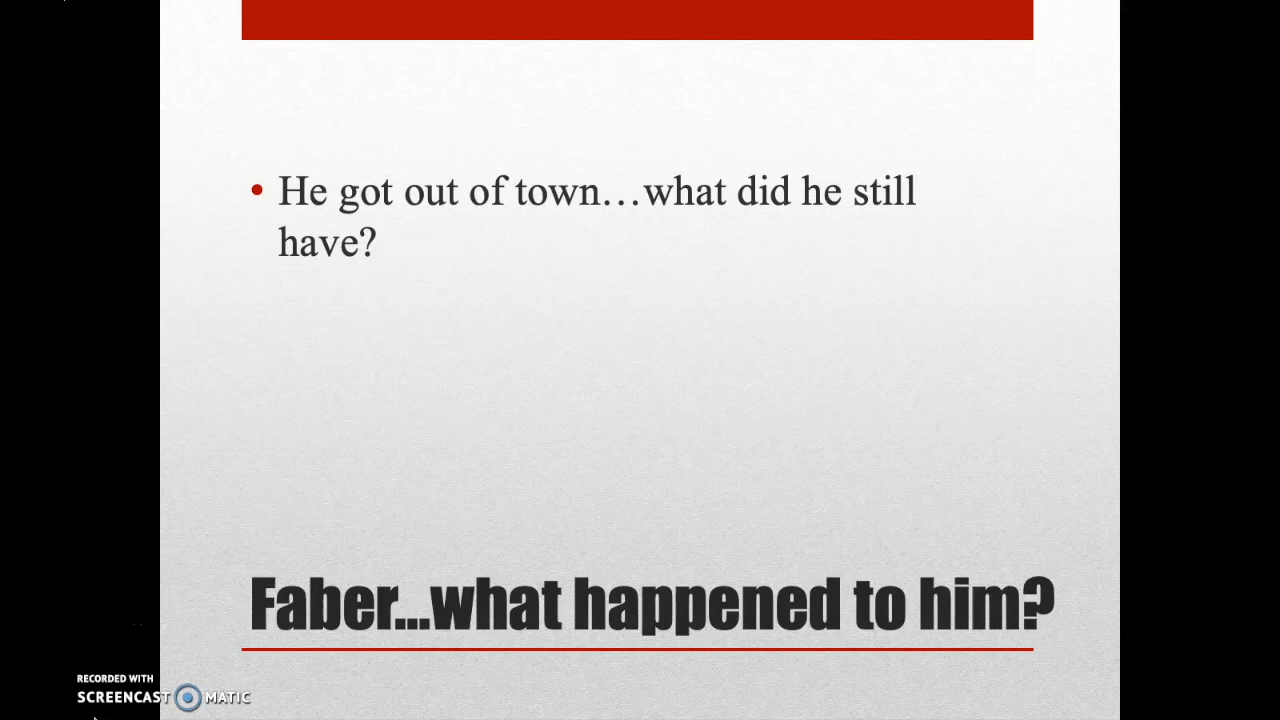 • He got out of town…what did he still
have?
Faber…what happened to him?
RECORDED WITH
SCREENCAST MATIC